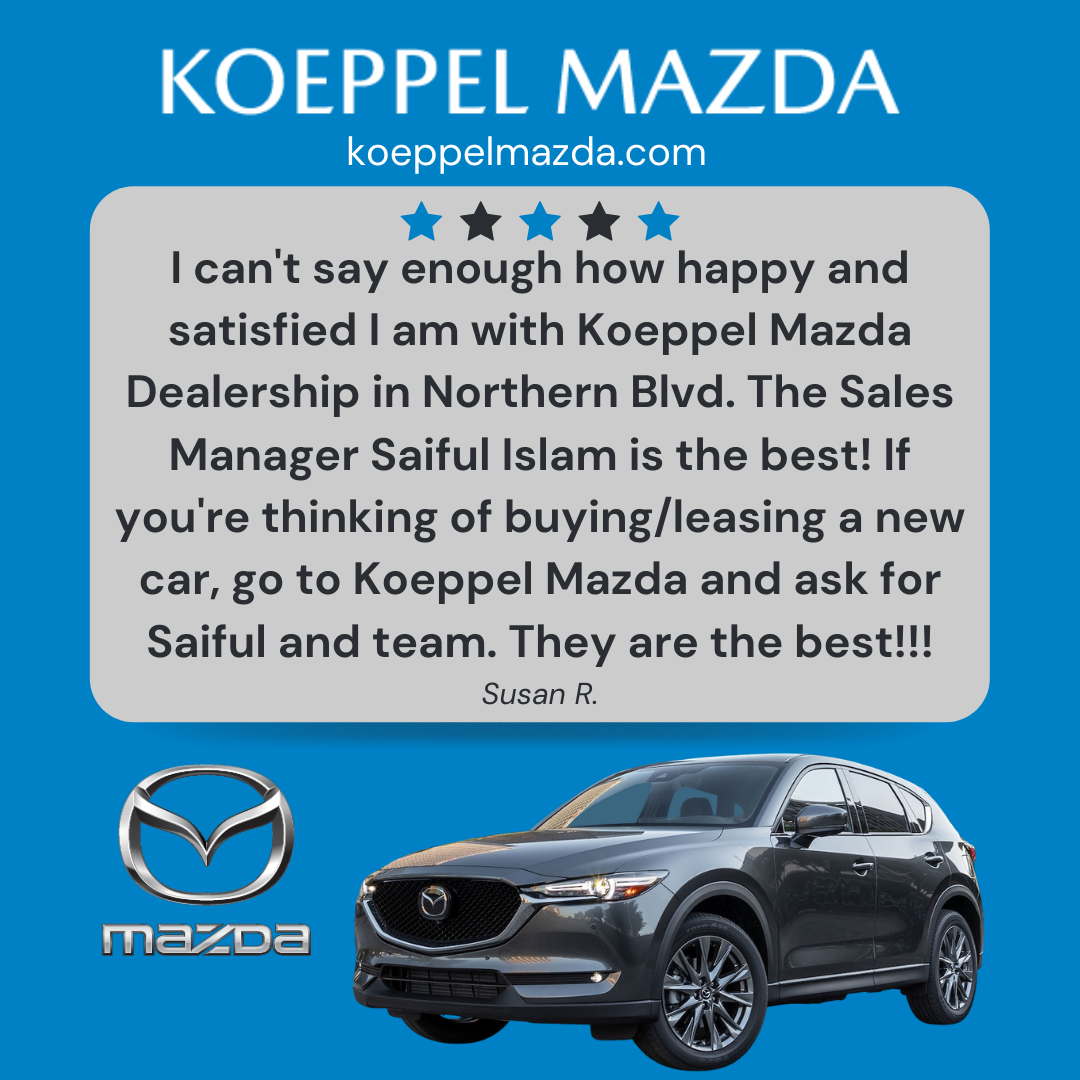 KOEPPEL MAZDA
koeppelmazda.com
I can't say enough how happy and
satisfied I am with Koeppel Mazda
Dealership in Northern Blvd. The Sales
Manager Saiful Islam is the best! If
you're thinking of buying/leasing a new
car, go to Koeppel Mazda and ask for
Saiful and team. They are the best!!!
Susan R.
mazda